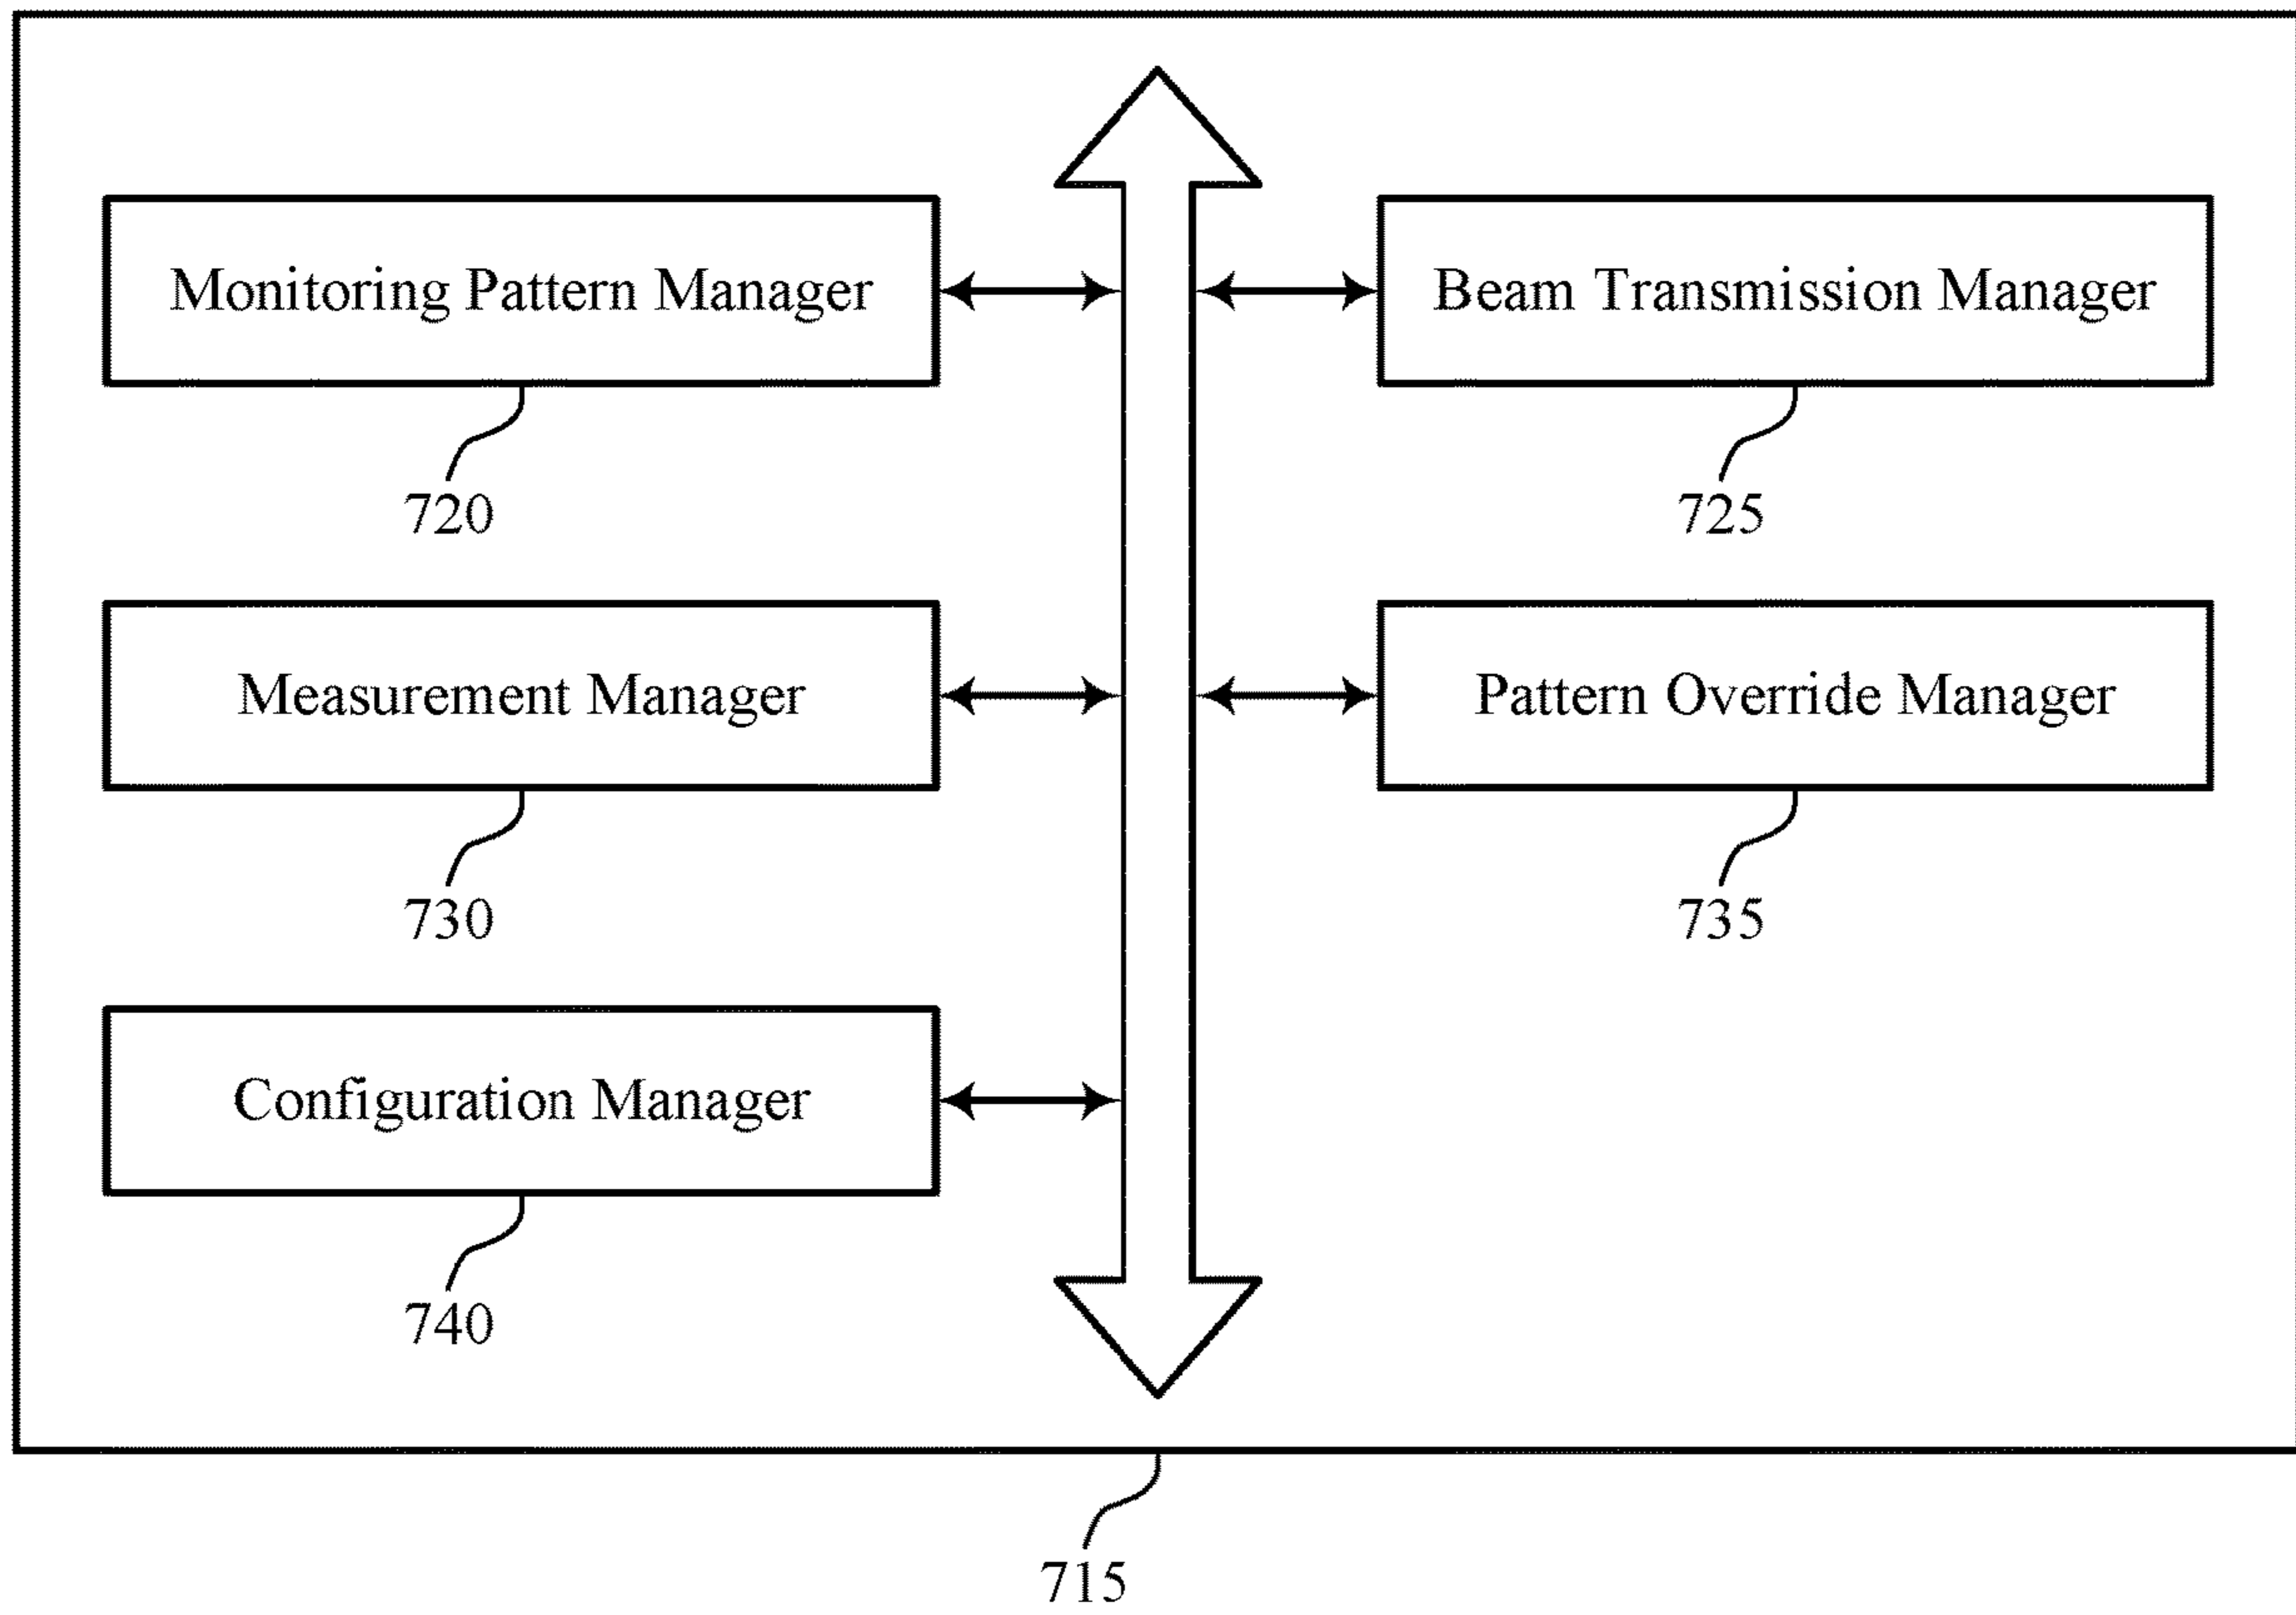 Monitoring Pattern Manager
Beam Transmission Manager
720
725
Measurement Manager
Pattern Override Manager
730
735
Configuration Manager
740
715